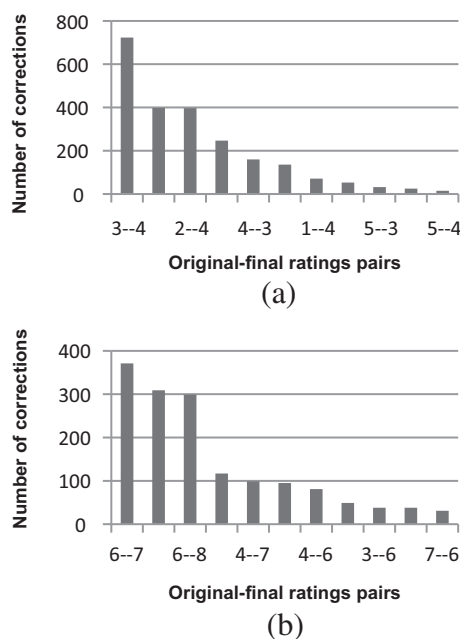 Number of corrections
800
600
400
200
0
3--4 2--4 4--3 1--4 5--3 5--4
Original-final ratings pairs
(a)
Number of corrections
400
300
200
100
0
6--7 6--8 4--7 4--6 3--6 7--6
Original-final ratings pairs
(b)